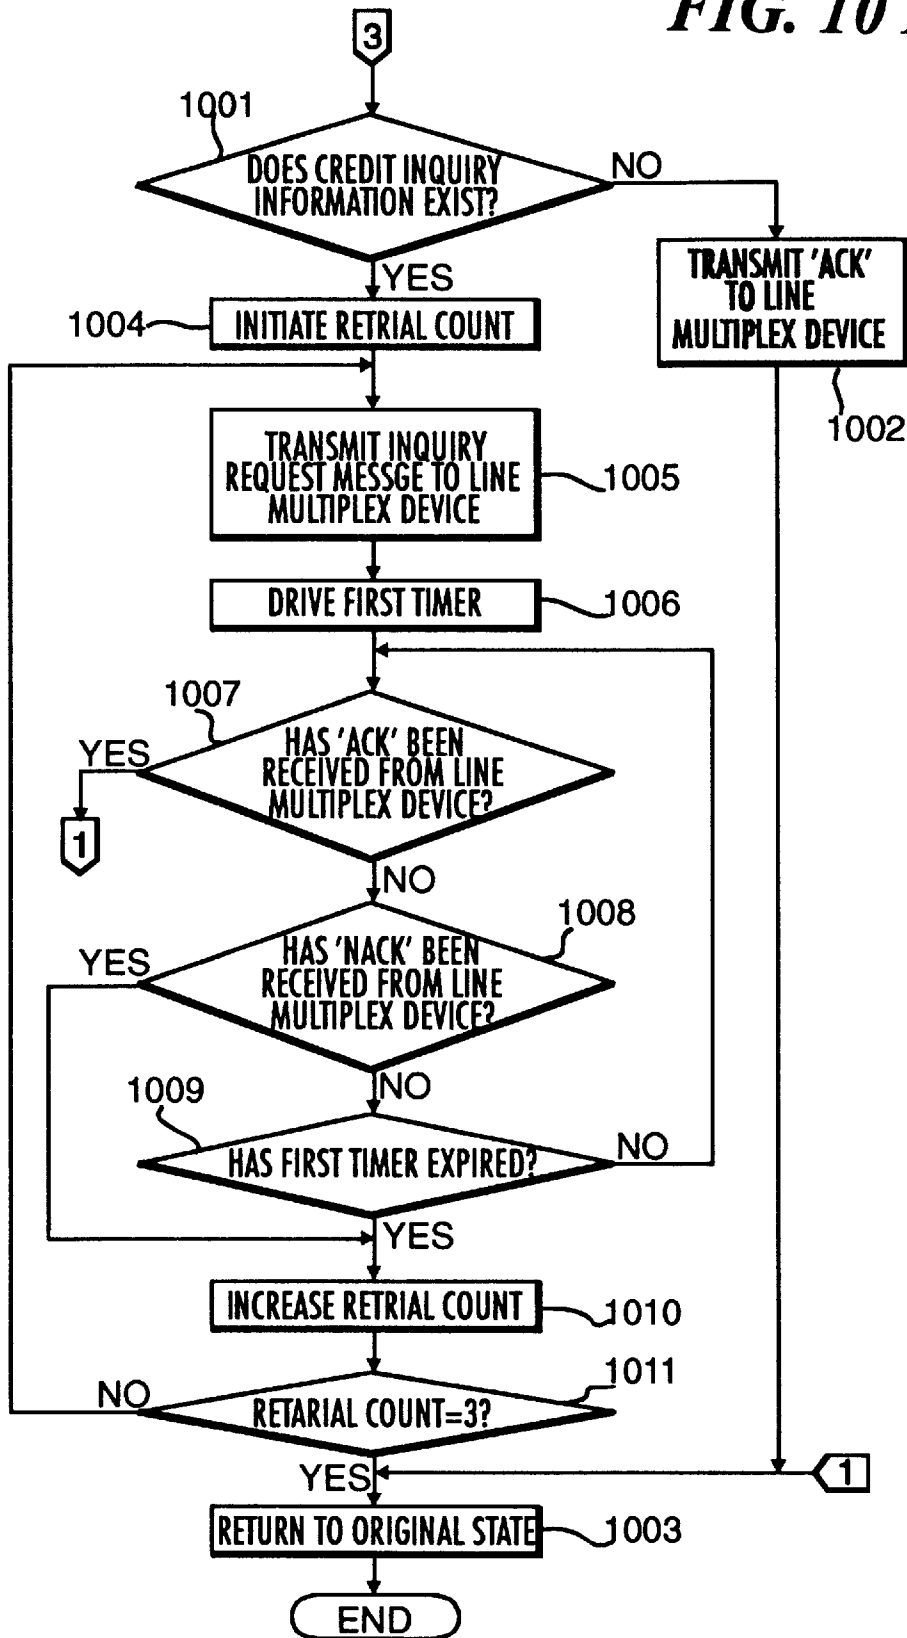 FIG. 10
3
1001
DOES CREDIT INQUIRY
INFORMATION EXIST?
NO
YES
TRANSMIT 'ACK'
TO LINE
MULTIPLEX DEVICE
1002
1004
INITIATE RETRIAL COUNT
TRANSMIT INQUIRY
REQUEST MESSGE TO LINE
MULTIPLEX DEVICE
1005
DRIVE FIRST TIMER
1006
1007
HAS 'ACK' BEEN
RECEIVED FROM LINE
MULTIPLEX DEVICE?
YES
1
NO
1008
HAS 'NACK' BEEN
RECEIVED FROM LINE
MULTIPLEX DEVICE?
YES
NO
1009
HAS FIRST TIMER EXPIRED?
NO
YES
INCREASE RETRIAL COUNT
1010
1011
RETARIAL COUNT=3?
NO
YES
1
RETURN TO ORIGINAL STATE
1003
END